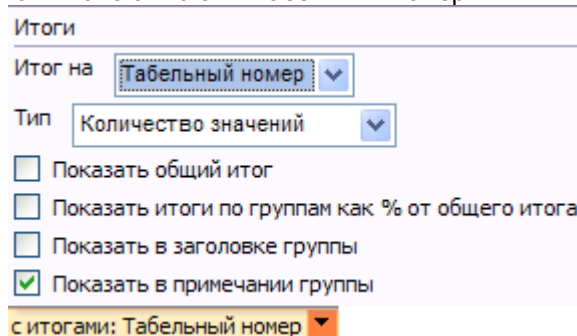 Итоги
Итог на Табельный номер
Тип Количество значений
Показать общий итог
Показать итоги по группам как % от общего итога
Показать в заголовке группы
Показать в примечании группы
с итогами: Табельный номер